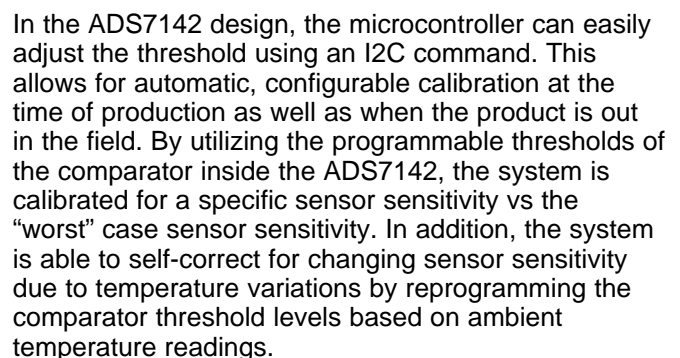 In the ADS7142 design, the microcontroller can easily
adjust the threshold using an I2C command. This
allows for automatic, configurable calibration at the
time of production as well as when the product is out
in the field. By utilizing the programmable thresholds of
the comparator inside the ADS7142, the system is
calibrated for a specific sensor sensitivity vs the
“worst” case sensor sensitivity. In addition, the system
is able to self-correct for changing sensor sensitivity
due to temperature variations by reprogramming the
comparator threshold levels based on ambient
temperature readings.